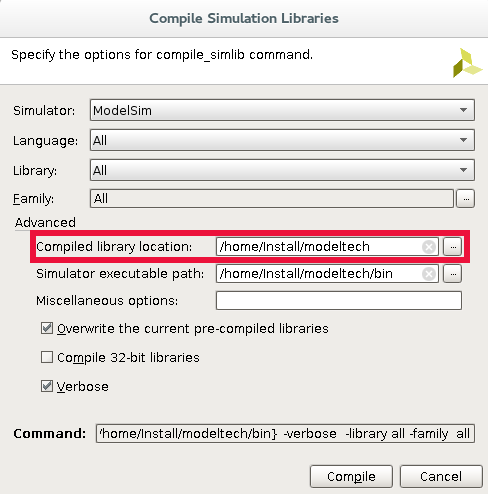 Compile Simulation Libraries
Specify the options for compile_simlib command.
Simulator: ModelSim
Language: All
Library: All
Family: All ...
Advanced
Compiled library location: /home/Install/modeltech ...
Simulator executable path: /home/Install/modeltech/bin ...
Miscellaneous options:
Overwrite the current pre-compiled libraries
Compile 32-bit libraries
Verbose
Command: /home/Install/modeltech/bin} -verbose -library all -family all
Compile Cancel